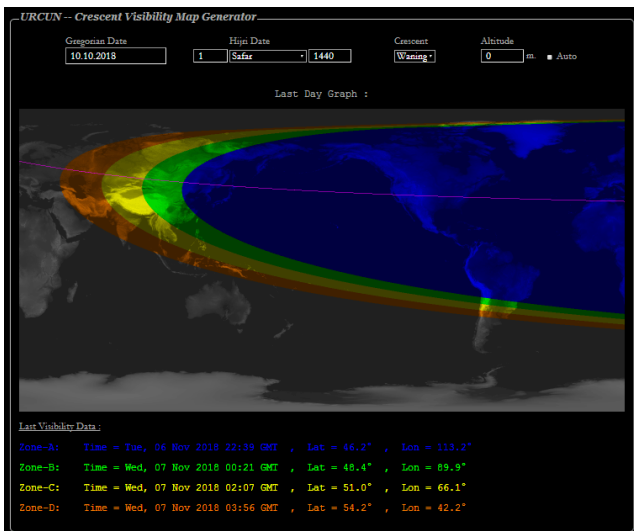 URCUN -- Crescent Visibility Map Generator
Gregorian Date Hijri Date Crescent Altitude
10.10.2018 1 Safar 1440 Waning 0 m. Auto
Last Day Graph :
Last Visibility Data :
Zone-A: Time = Tue, 06 Nov 2018 22:39 GMT , Lat = 46.2° , Lon = 113.2°
Zone-B: Time = Wed, 07 Nov 2018 00:21 GMT , Lat = 48.4° , Lon = 89.9°
Zone-C: Time = Wed, 07 Nov 2018 02:07 GMT , Lat = 51.0° , Lon = 66.1°
Zone-D: Time = Wed, 07 Nov 2018 03:56 GMT , Lat = 54.2° , Lon = 42.2°